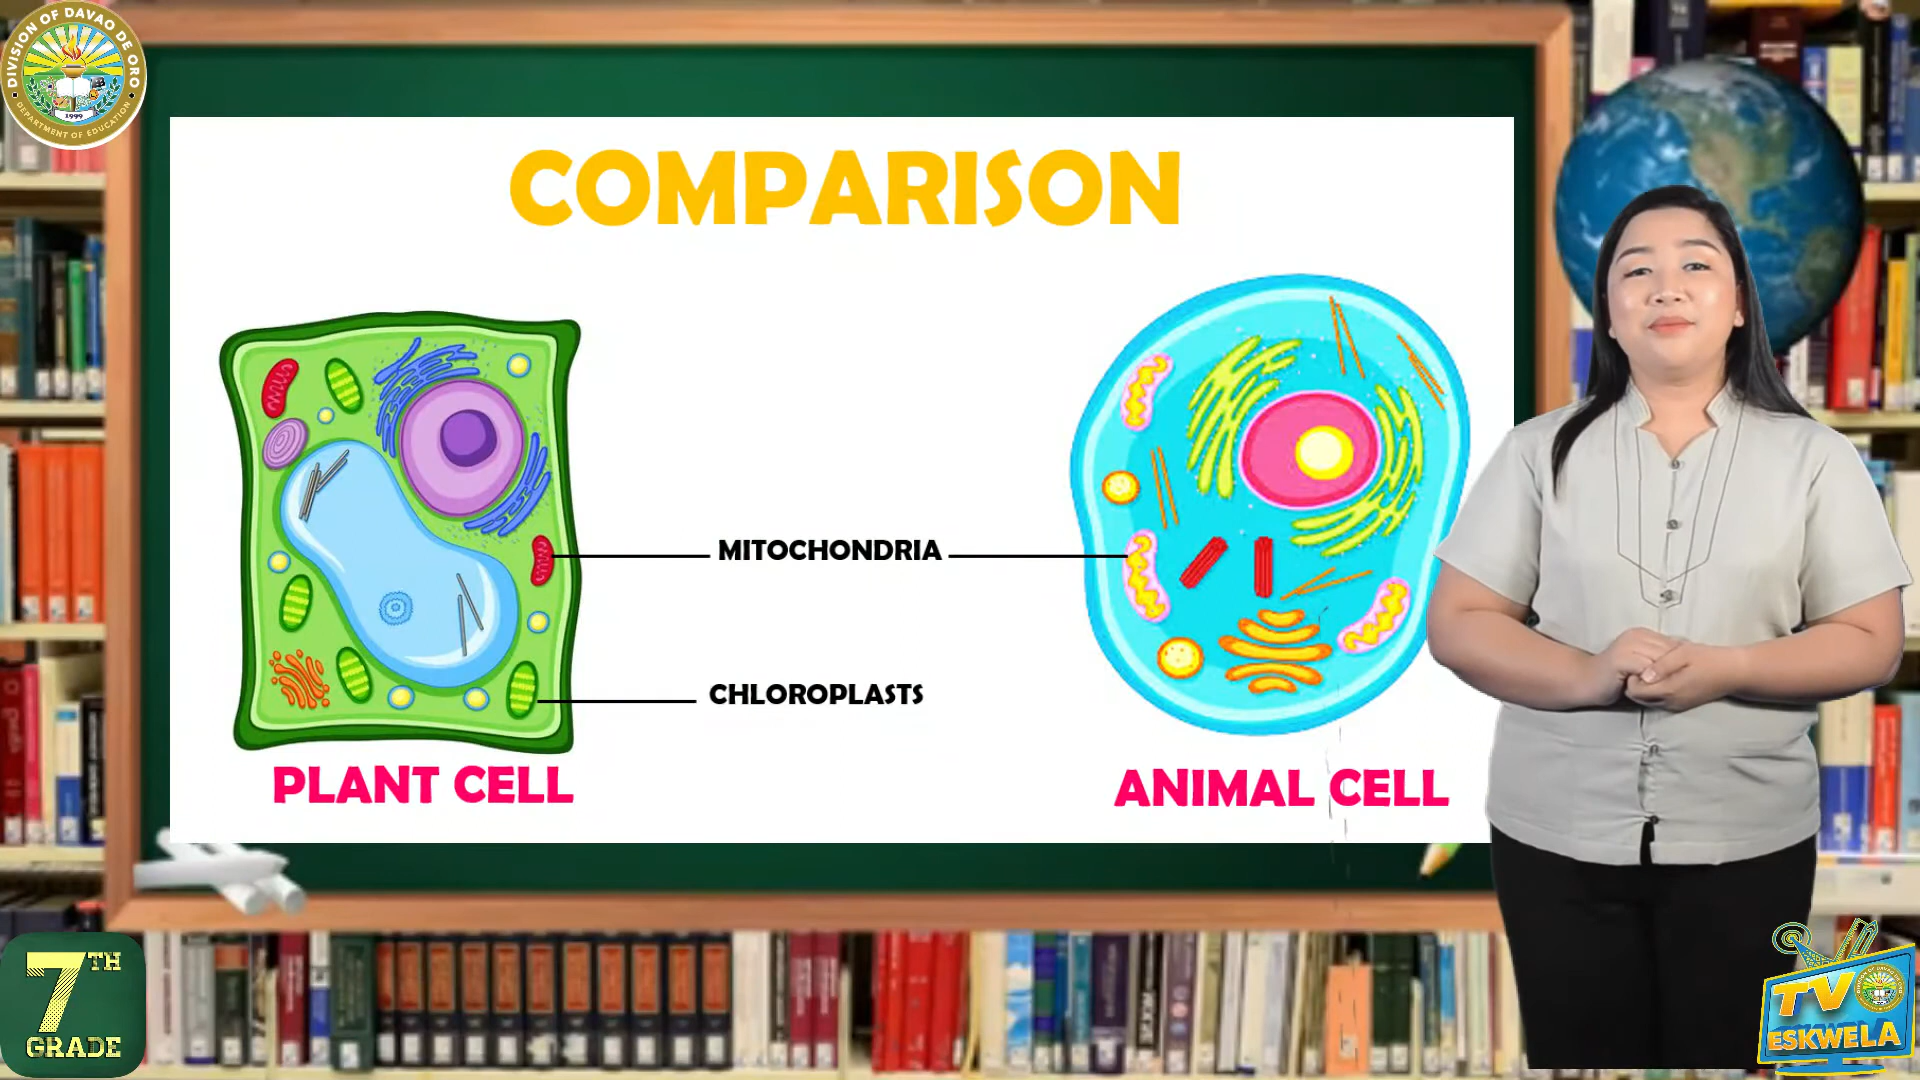 DIVISION OF DAVAO DE ORO
1999
DEPARTMENT OF EDUCATION
COMPARISON
MITOCHONDRIA
CHLOROPLASTS
PLANT CELL
ANIMAL CELL
7TH
GRADE
TV
ESKWELA